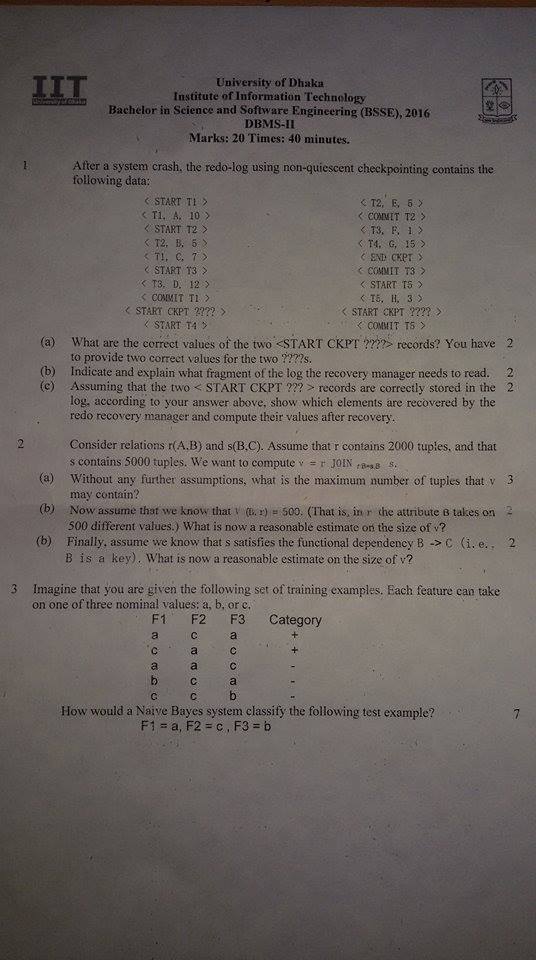 IIT
University of Dhaka
Institute of Information Technology
Bachelor in Science and Software Engineering (BSSE), 2016
DBMS-II
Marks: 20 Times: 40 minutes.
1 After a system crash, the redo-log using non-quiescent checkpointing contains the
following data:
< START T1 >
< T1, A, 10 >
< START T2 >
< T2, B, 5 >
< T1, C, 7 >
< START T3 >
< T3, D, 12 >
< COMMIT T1 >
< START CKPT ???? >
< START T4 >
< T2, E, 5 >
< COMMIT T2 >
< T3, F, 1 >
< T4, G, 15 >
< END CKPT >
< COMMIT T3 >
< START T5 >
< T5, H, 3 >
< START CKPT ???? >
< COMMIT T5 >
(a) What are the correct values of the two <START CKPT ????> records? You have 2
to provide two correct values for the two ????s.
(b) Indicate and explain what fragment of the log the recovery manager needs to read. 2
(c) Assuming that the two < START CKPT ??? > records are correctly stored in the 2
log, according to your answer above, show which elements are recovered by the
redo recovery manager and compute their values after recovery.
2 Consider relations r(A,B) and s(B,C). Assume that r contains 2000 tuples, and that
s contains 5000 tuples. We want to compute v = r JOIN r.B=s.B s.
(a) Without any further assumptions, what is the maximum number of tuples that v 3
may contain?
(b) Now assume that we know that V (B, r) = 500. (That is, in r the attribute B takes on 2
500 different values.) What is now a reasonable estimate on the size of v?
(b) Finally, assume we know that s satisfies the functional dependency B -> C (i.e., 2
B is a key). What is now a reasonable estimate on the size of v?
3 Imagine that you are given the following set of training examples. Each feature can take
on one of three nominal values: a, b, or c.
F1 F2 F3 Category
a c a +
c a c +
a a c -
b c a -
c c b -
How would a Naive Bayes system classify the following test example? 7
F1 = a, F2 = c , F3 = b